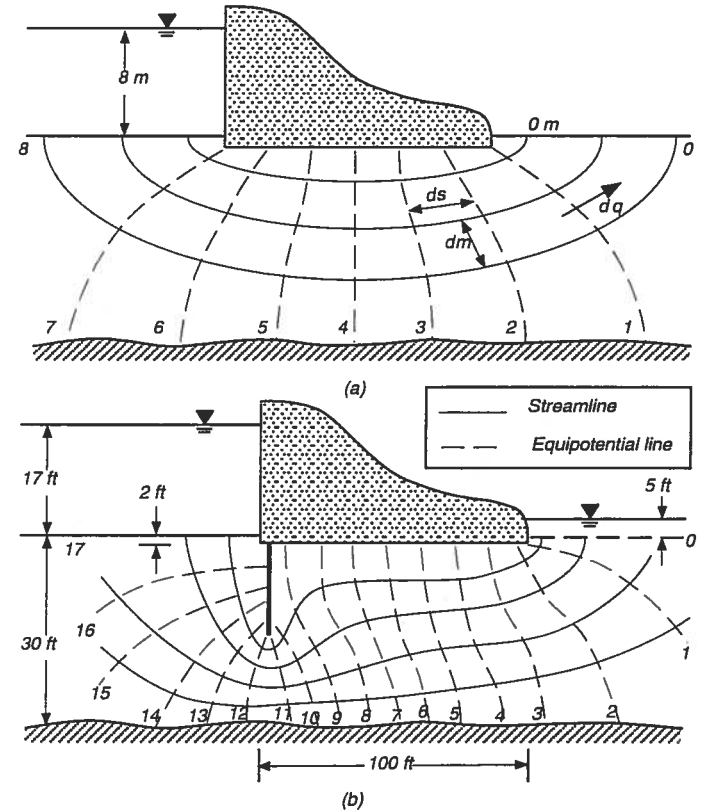 8 m
0 m
8
0
ds
dq
dm
7 6 5 4 3 2 1
(a)
Streamline
Equipotential line
17 ft
2 ft
5 ft
17
0
16
30 ft
1
15
14 13 12 11 10 9 8 7 6 5 4 3 2
100 ft
(b)